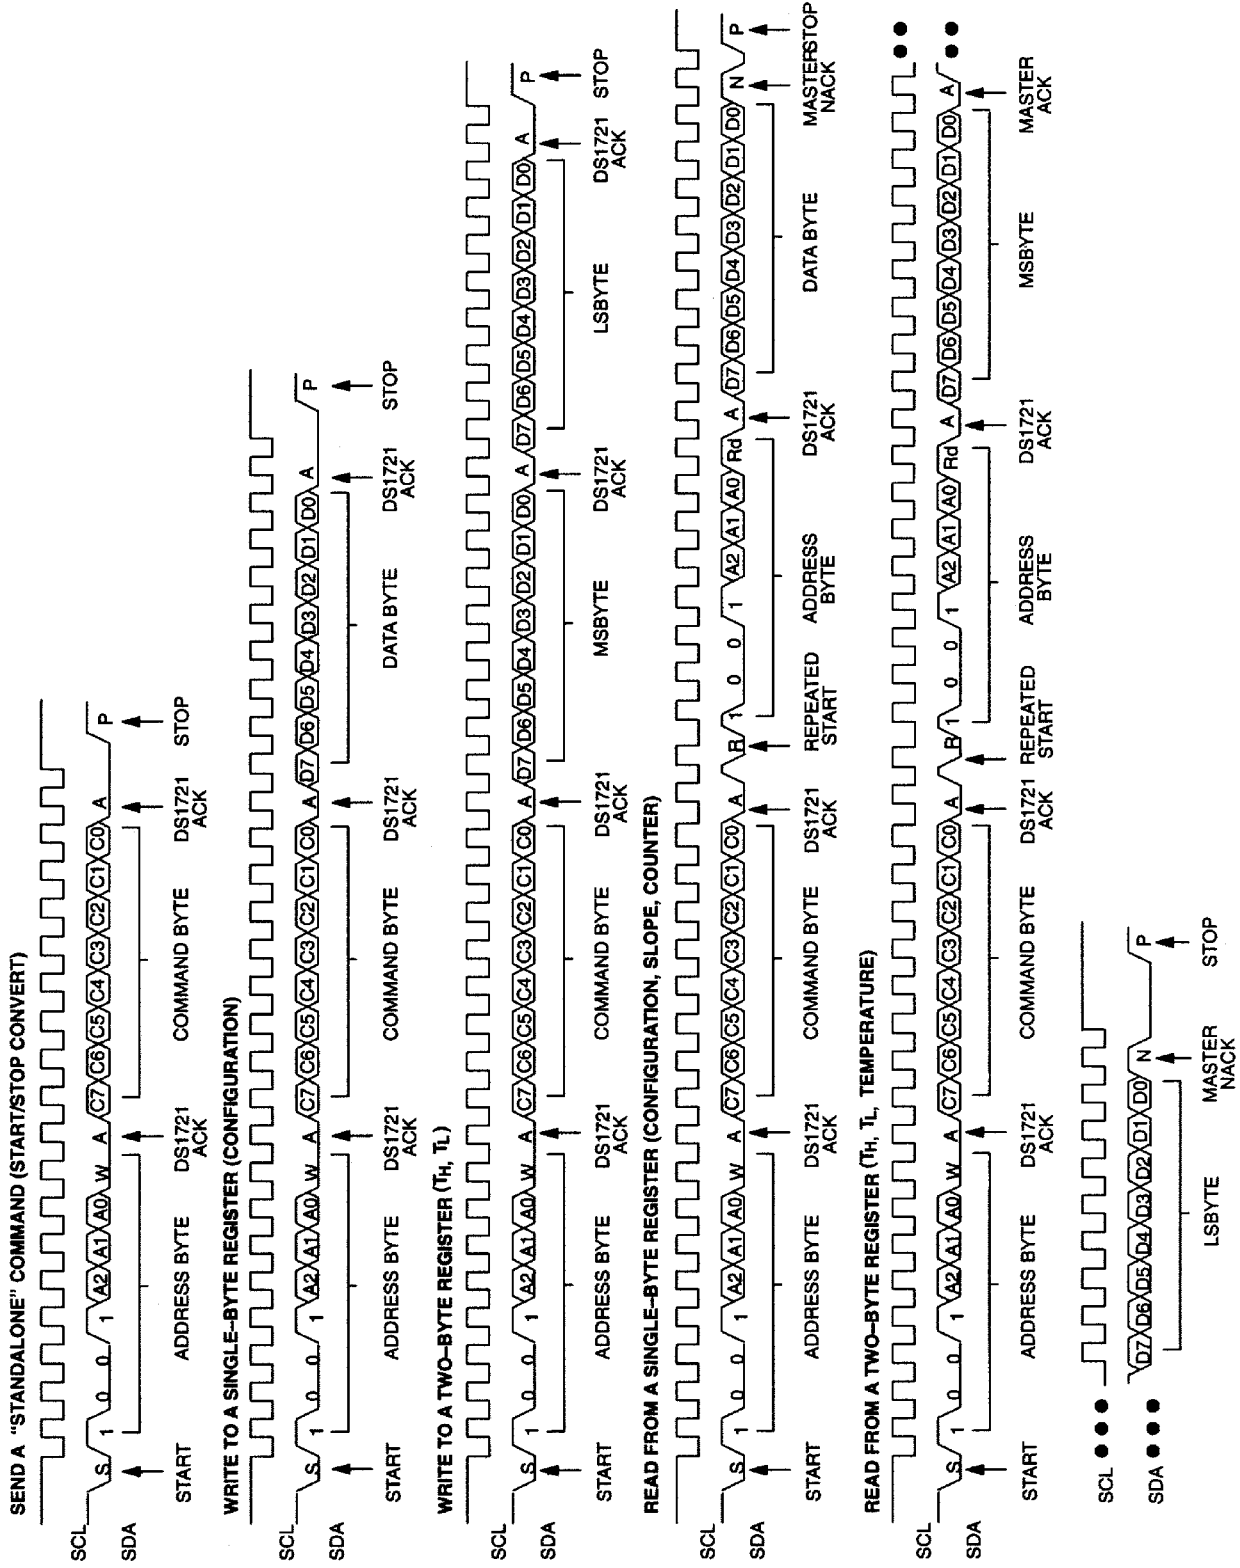 SEND A "STANDALONE" COMMAND (START/STOP CONVERT)
SCL
SDA
S 1 0 0 1 A2 A1 A0 W A C7 C6 C5 C4 C3 C2 C1 C0 A P
START ADDRESS BYTE DS1721 ACK COMMAND BYTE DS1721 ACK STOP
WRITE TO A SINGLE–BYTE REGISTER (CONFIGURATION)
SCL
SDA
S 1 0 0 1 A2 A1 A0 W A C7 C6 C5 C4 C3 C2 C1 C0 A D7 D6 D5 D4 D3 D2 D1 D0 A P
START ADDRESS BYTE DS1721 ACK COMMAND BYTE DS1721 ACK DATA BYTE DS1721 ACK STOP
WRITE TO A TWO–BYTE REGISTER (TH, TL)
SCL
SDA
S 1 0 0 1 A2 A1 A0 W A C7 C6 C5 C4 C3 C2 C1 C0 A D7 D6 D5 D4 D3 D2 D1 D0 A D7 D6 D5 D4 D3 D2 D1 D0 A P
START ADDRESS BYTE DS1721 ACK COMMAND BYTE DS1721 ACK MSBYTE DS1721 ACK LSBYTE DS1721 ACK STOP
READ FROM A SINGLE–BYTE REGISTER (CONFIGURATION, SLOPE, COUNTER)
SCL
SDA
S 1 0 0 1 A2 A1 A0 W A C7 C6 C5 C4 C3 C2 C1 C0 A R 1 0 0 1 A2 A1 A0 Rd A D7 D6 D5 D4 D3 D2 D1 D0 N P
START ADDRESS BYTE DS1721 ACK COMMAND BYTE DS1721 ACK REPEATED START ADDRESS BYTE DS1721 ACK DATA BYTE MASTER NACK STOP
READ FROM A TWO–BYTE REGISTER (TH, TL, TEMPERATURE)
SCL
SDA
S 1 0 0 1 A2 A1 A0 W A C7 C6 C5 C4 C3 C2 C1 C0 A R 1 0 0 1 A2 A1 A0 Rd A D7 D6 D5 D4 D3 D2 D1 D0 A
START ADDRESS BYTE DS1721 ACK COMMAND BYTE DS1721 ACK REPEATED START ADDRESS BYTE DS1721 ACK MSBYTE MASTER ACK
SCL
SDA
D7 D6 D5 D4 D3 D2 D1 D0 N P
LSBYTE MASTER NACK STOP